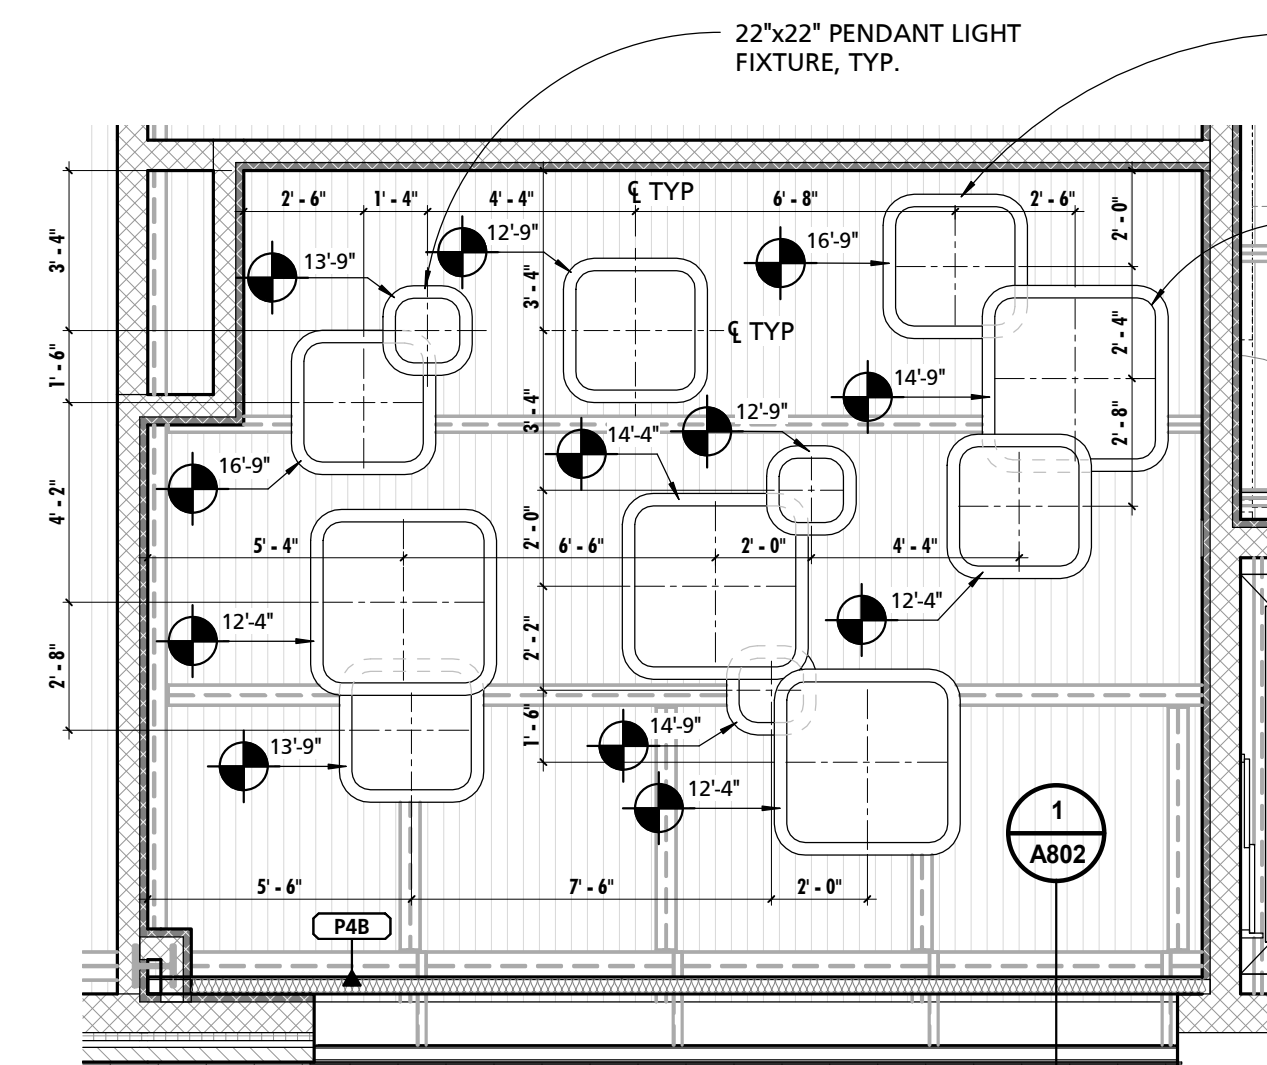 22"x22" PENDANT LIGHT
FIXTURE, TYP.
℄ TYP
2' - 6"
1' - 4"
4' - 4"
6' - 8"
2' - 6"
2' - 0"
3' - 4"
13'-9"
12'-9"
3' - 4"
16'-9"
℄ TYP
2' - 4"
1' - 6"
14'-9"
3' - 4"
12'-9"
14'-4"
2' - 8"
16'-9"
4' - 2"
5' - 4"
2' - 0"
6' - 6"
2' - 0"
4' - 4"
12'-4"
12'-4"
2' - 2"
2' - 8"
13'-9"
1' - 6"
14'-9"
12'-4"
1
A802
5' - 6"
7' - 6"
2' - 0"
P4B